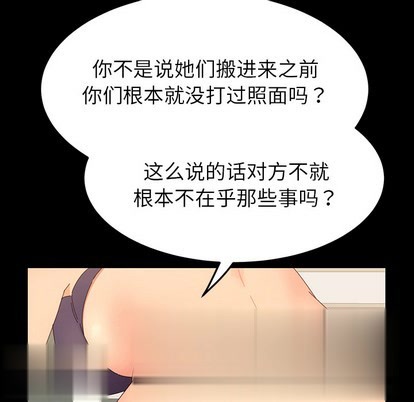 你不是说她们搬进来之前
你们根本就没打过照面吗？
这么说的话对方不就
根本不在乎那些事吗？